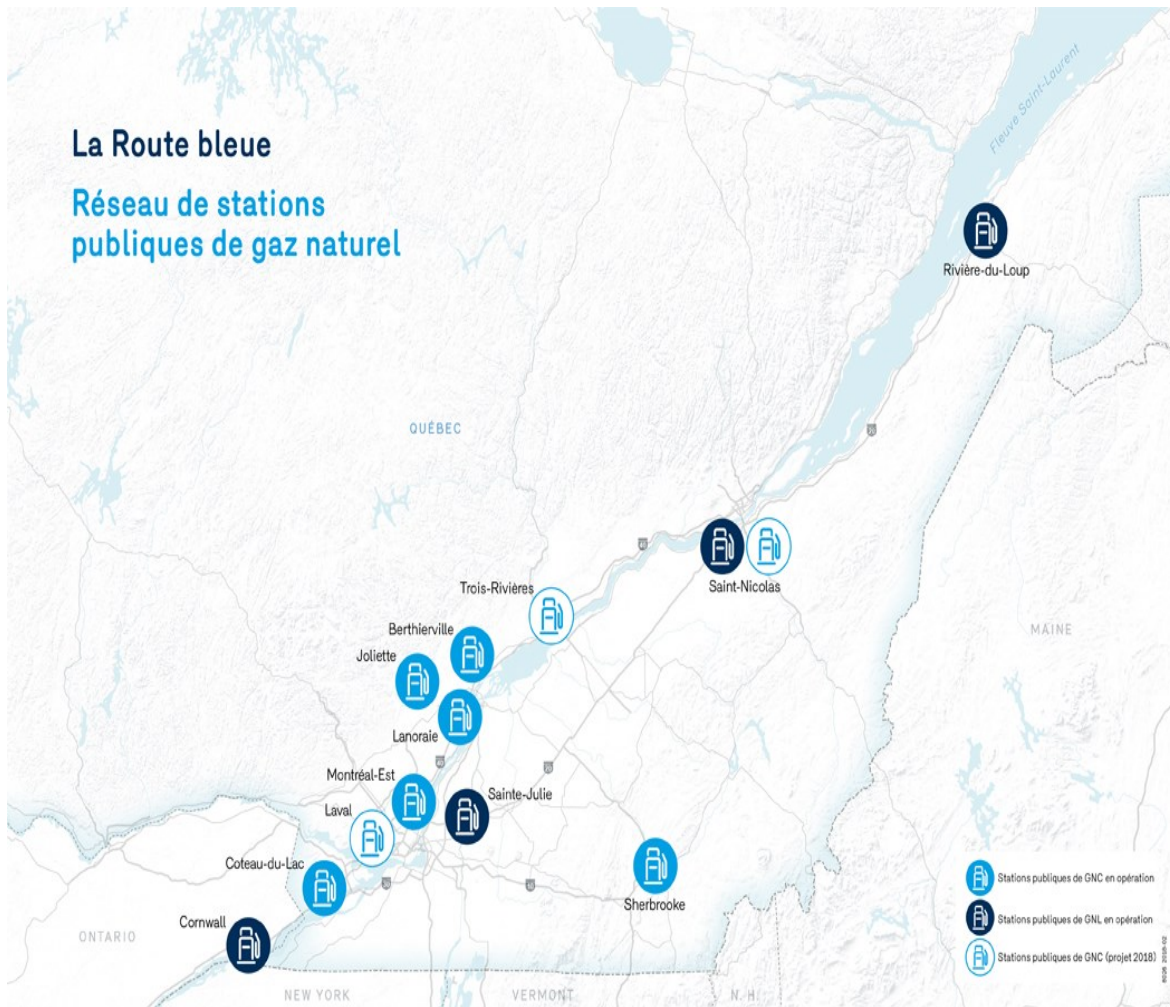 La Route bleue
Réseau de stations
publiques de gaz naturel
Fleuve Saint-Laurent
Rivière-du-Loup
QUÉBEC
20
40
Saint-Nicolas
Trois-Rivières
Berthierville
Joliette
MAINE
Lanoraie
Montréal-Est
Sainte-Julie
Laval
Coteau-du-Lac
Sherbrooke
Cornwall
ONTARIO
NEW YORK
VERMONT
N. H.
Stations publiques de GNC en opération
Stations publiques de GNL en opération
Stations publiques de GNC (projet 2018)